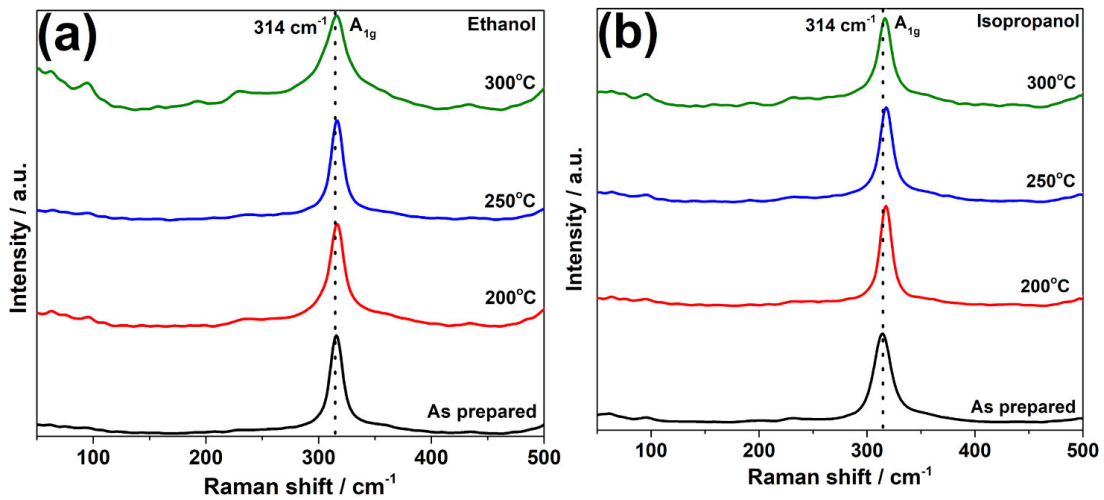 (a)
314 cm⁻¹ A₁g Ethanol
300°C
250°C
200°C
As prepared
Intensity / a.u.
100 200 300 400 500
Raman shift / cm⁻¹
(b)
314 cm⁻¹ A₁g Isopropanol
300°C
250°C
200°C
As prepared
Intensity / a.u.
100 200 300 400 500
Raman shift / cm⁻¹